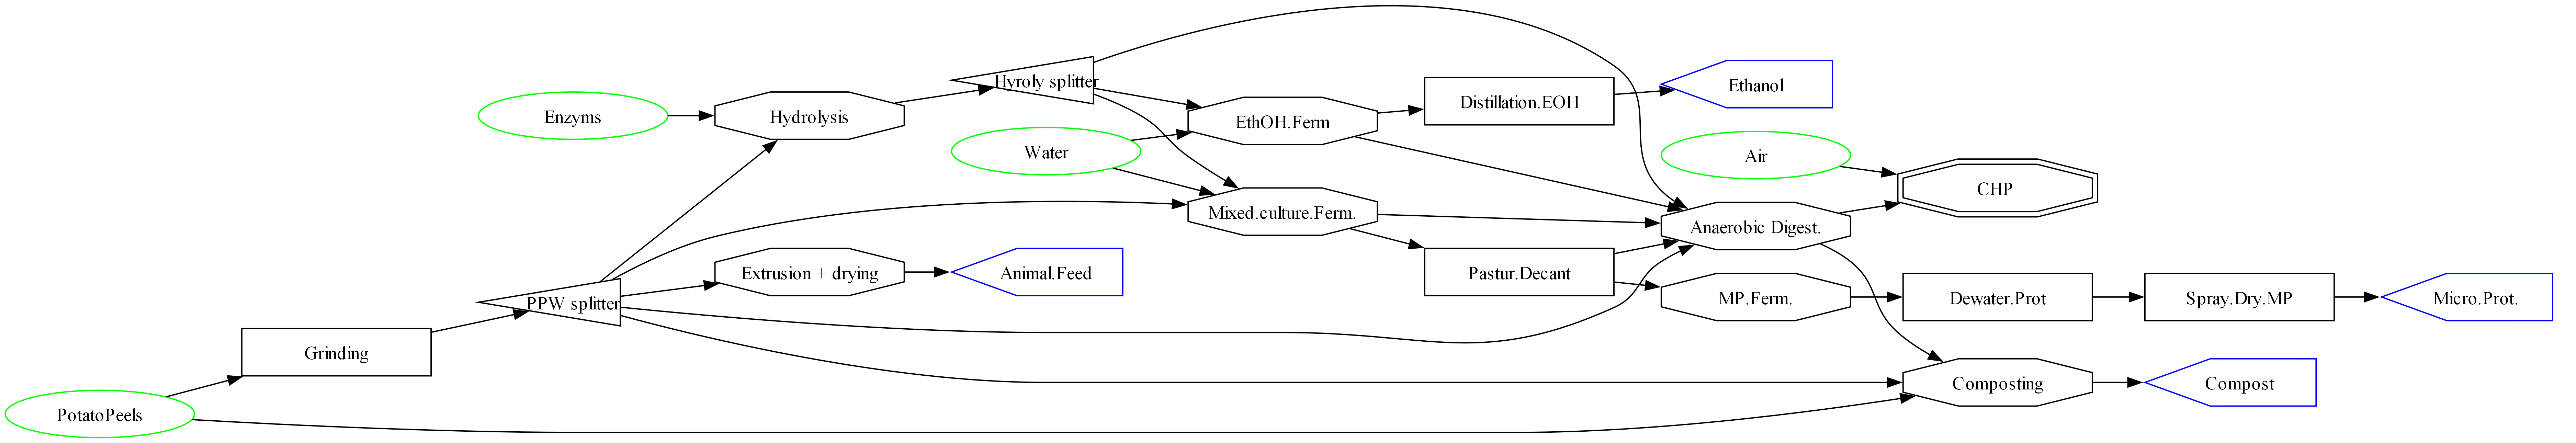 Hyroly splitter
Ethanol
Distillation.EOH
Enzyms
Hydrolysis
EthOH.Ferm
Water
Air
CHP
Mixed.culture.Ferm.
Anaerobic Digest.
Extrusion + drying
Animal.Feed
Pastur.Decant
MP.Ferm.
Dewater.Prot
Spray.Dry.MP
Micro.Prot.
PPW splitter
Grinding
Composting
Compost
PotatoPeels